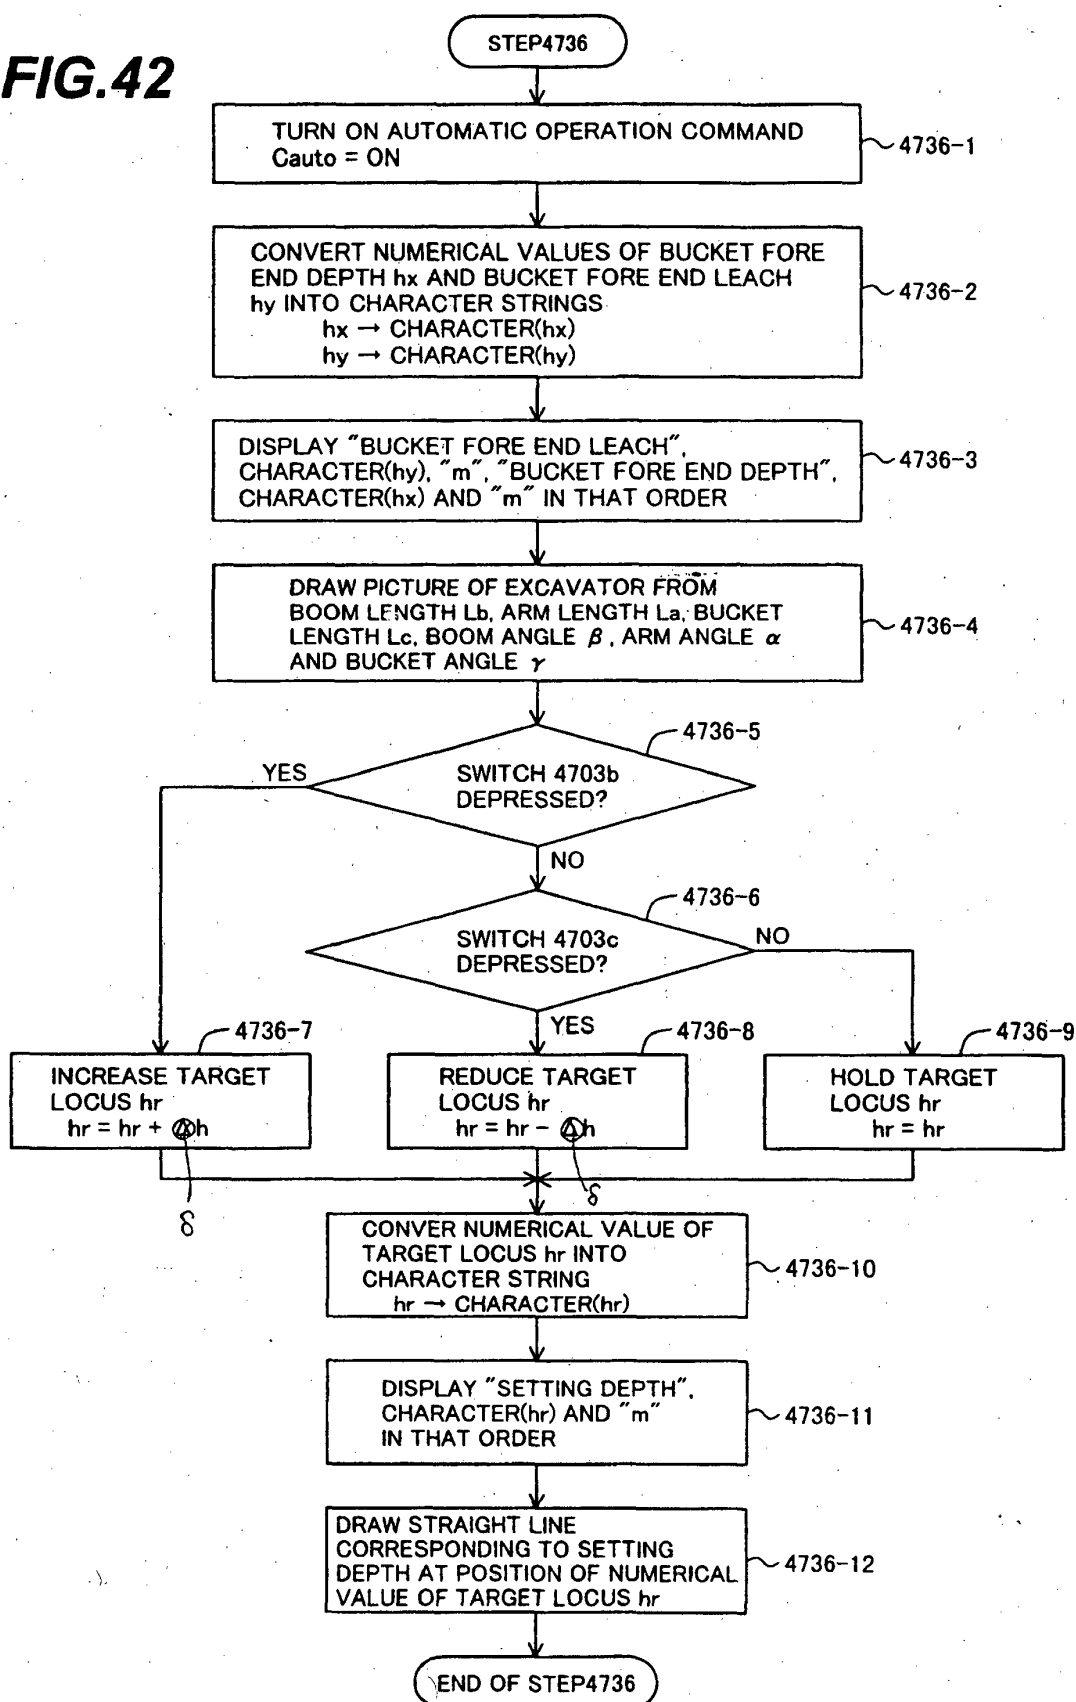 FIG.42
STEP4736
TURN ON AUTOMATIC OPERATION COMMAND
Cauto = ON
4736-1
CONVERT NUMERICAL VALUES OF BUCKET FORE
END DEPTH hx AND BUCKET FORE END LEACH
hy INTO CHARACTER STRINGS
hx → CHARACTER(hx)
hy → CHARACTER(hy)
4736-2
DISPLAY "BUCKET FORE END LEACH",
CHARACTER(hy), "m", "BUCKET FORE END DEPTH",
CHARACTER(hx) AND "m" IN THAT ORDER
4736-3
DRAW PICTURE OF EXCAVATOR FROM
BOOM LENGTH Lb, ARM LENGTH La, BUCKET
LENGTH Lc, BOOM ANGLE β, ARM ANGLE α
AND BUCKET ANGLE γ
4736-4
4736-5
SWITCH 4703b
DEPRESSED?
YES
NO
4736-6
SWITCH 4703c
DEPRESSED?
NO
YES
4736-7
INCREASE TARGET
LOCUS hr
hr = hr + Δh
4736-8
REDUCE TARGET
LOCUS hr
hr = hr - Δh
4736-9
HOLD TARGET
LOCUS hr
hr = hr
δ
δ
CONVER NUMERICAL VALUE OF
TARGET LOCUS hr INTO
CHARACTER STRING
hr → CHARACTER(hr)
4736-10
DISPLAY "SETTING DEPTH",
CHARACTER(hr) AND "m"
IN THAT ORDER
4736-11
DRAW STRAIGHT LINE
CORRESPONDING TO SETTING
DEPTH AT POSITION OF NUMERICAL
VALUE OF TARGET LOCUS hr
4736-12
END OF STEP4736